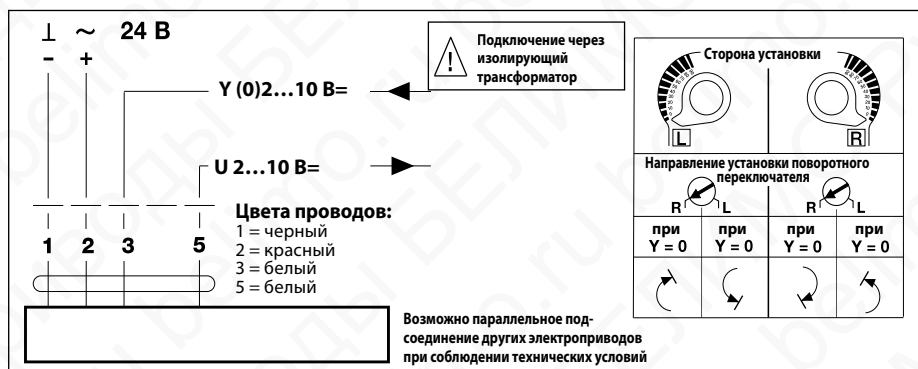 ⊥ ~ 24 В
- +
Подключение через
изолирующий
трансформатор
Y (0)2...10 В=
U 2...10 В=
Цвета проводов:
1 = черный
2 = красный
3 = белый
5 = белый
1 2 3 5
Возможно параллельное под-
соединение других электроприводов
при соблюдении технических условий
Сторона установки
L R
Направление установки поворотного
переключателя
R L R L
при при при при
Y = 0 Y = 0 Y = 0 Y = 0